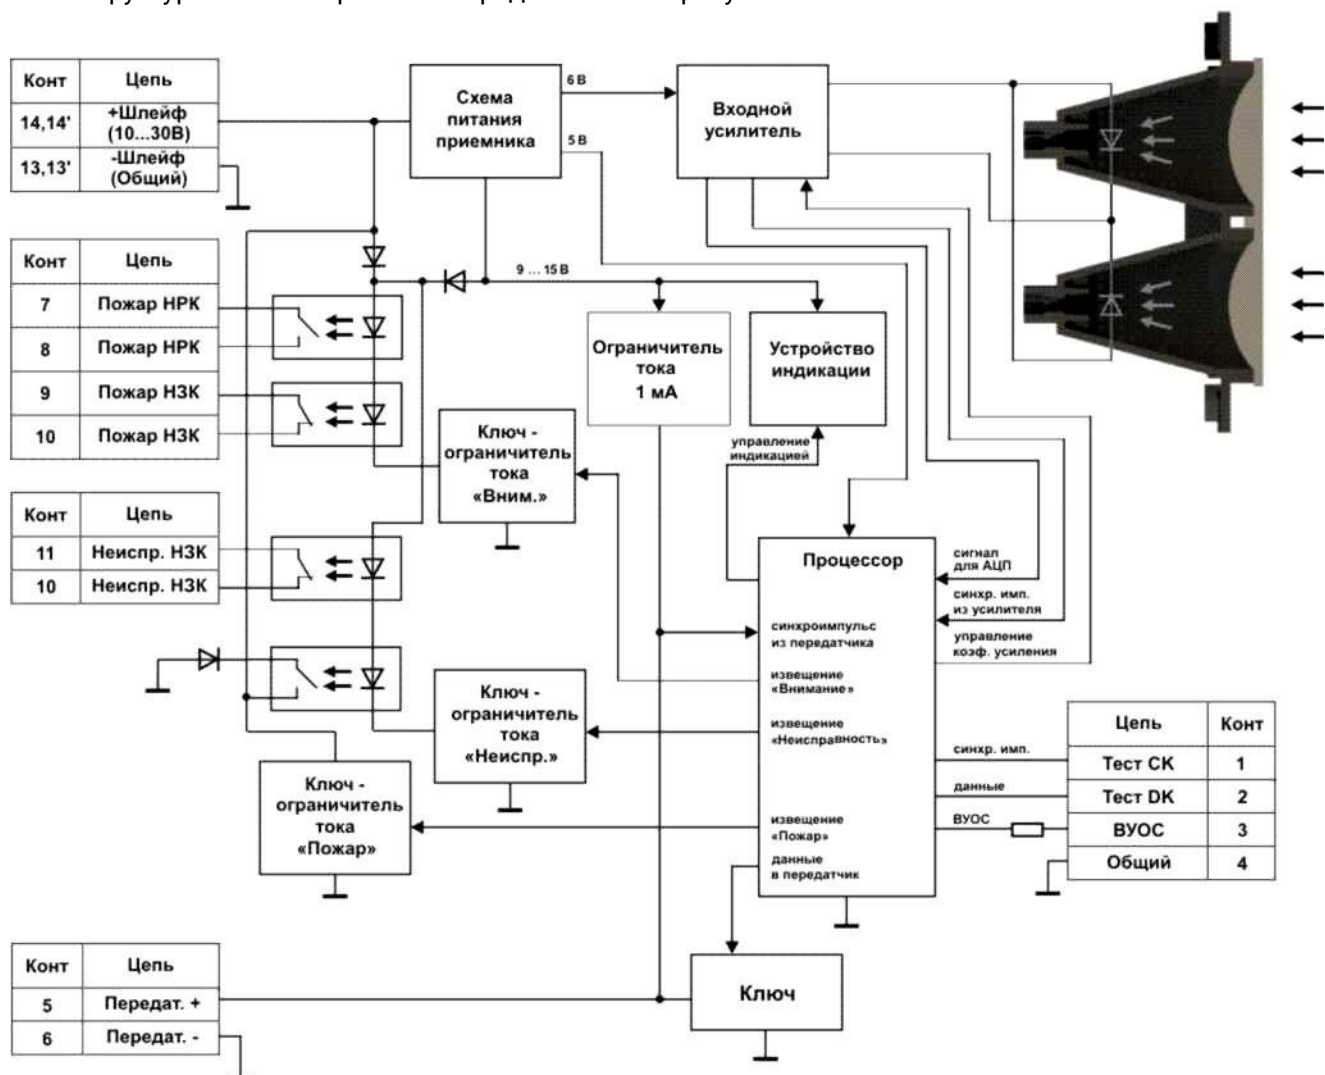 Конт Цепь
14,14' +Шлейф
(10...30В)
13,13' -Шлейф
(Общий)
Конт Цепь
7 Пожар НРК
8 Пожар НРК
9 Пожар НЗК
10 Пожар НЗК
Конт Цепь
11 Неиспр. НЗК
10 Неиспр. НЗК
Конт Цепь
5 Передат. +
6 Передат. -
Схема
питания
приемника
6 В
5 В
Входной
усилитель
9 ... 15 В
Ограничитель
тока
1 мА
Устройство
индикации
управление
индикацией
Ключ -
ограничитель
тока
«Вним.»
Ключ -
ограничитель
тока
«Неиспр.»
Ключ -
ограничитель
тока
«Пожар»
Процессор
синхроимпульс
из передатчика
извещение
«Внимание»
извещение
«Неисправность»
извещение
«Пожар»
данные
в передатчик
сигнал
для АЦП
синхр. имп.
из усилителя
управление
коэф. усиления
синхр. имп.
данные
ВУОС
Цепь Конт
Тест СК 1
Тест DK 2
ВУОС 3
Общий 4
Ключ